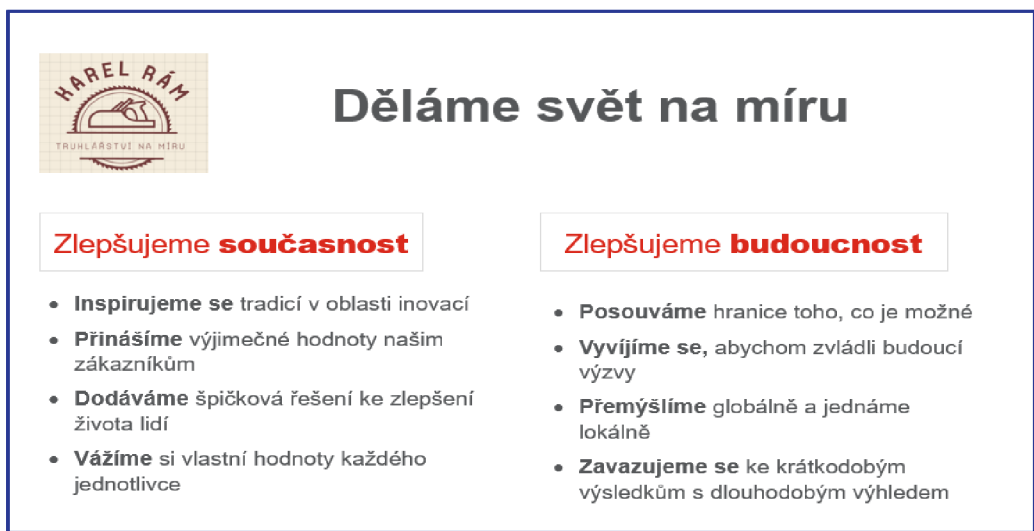 KAREL RÁM
TRUHLÁŘSTVÍ NA MÍRU
Děláme svět na míru
Zlepšujeme současnost
• Inspirujeme se tradicí v oblasti inovací
• Přinášíme výjimečné hodnoty našim
zákazníkům
• Dodáváme špičková řešení ke zlepšení
života lidí
• Vážíme si vlastní hodnoty každého
jednotlivce
Zlepšujeme budoucnost
• Posouváme hranice toho, co je možné
• Vyvíjíme se, abychom zvládli budoucí
výzvy
• Přemýšlíme globálně a jednáme
lokálně
• Zavazujeme se ke krátkodobým
výsledkům s dlouhodobým výhledem